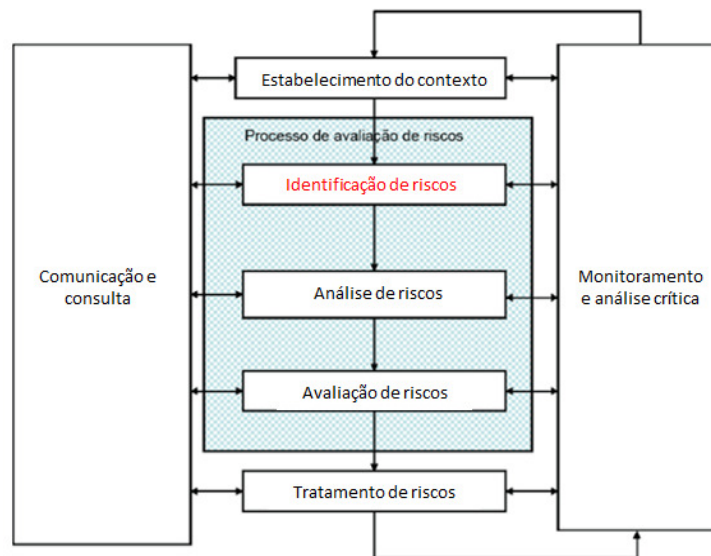 Estabelecimento do contexto
Processo de avaliação de riscos
Identificação de riscos
Comunicação e
consulta
Análise de riscos
Monitoramento
e análise crítica
Avaliação de riscos
Tratamento de riscos